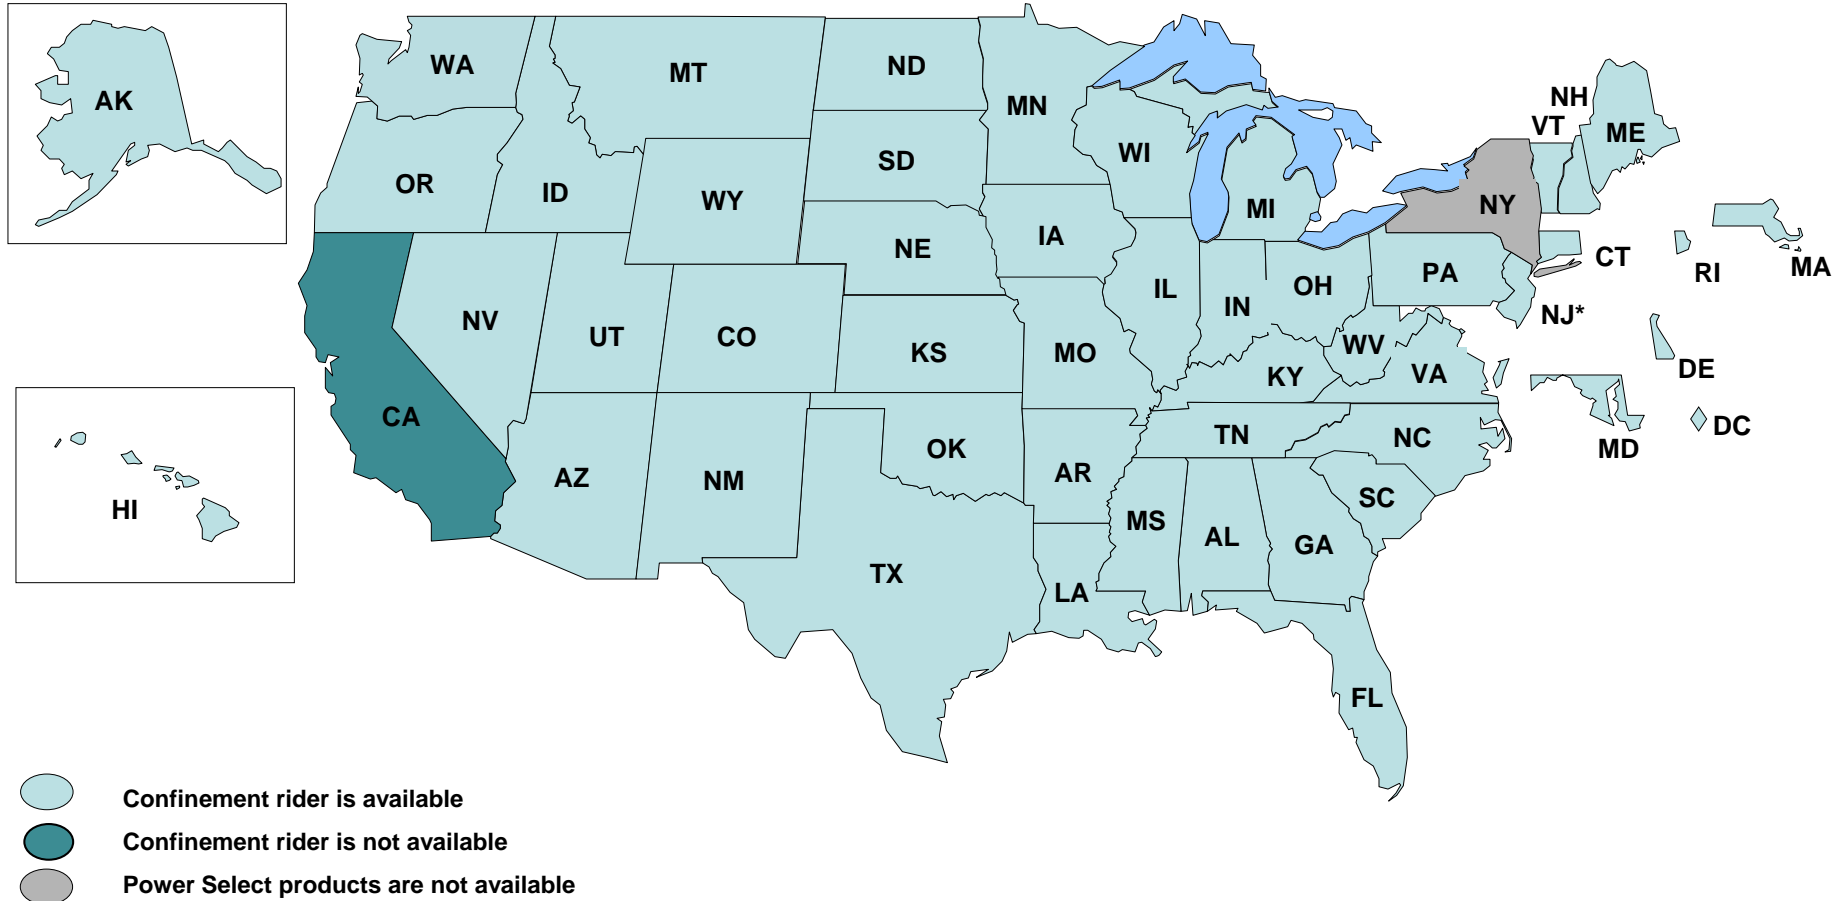 AK
WA
MT
ND
MN
NH
VT
ME
OR
ID
WY
SD
WI
MI
NY
CT
RI
MA
NE
IA
PA
NV
UT
CO
KS
MO
IL
IN
OH
WV
VA
NJ*
DE
KY
CA
MD
DC
HI
AZ
NM
OK
AR
TN
NC
SC
TX
LA
MS
AL
GA
FL
Confinement rider is available
Confinement rider is not available
Power Select products are not available